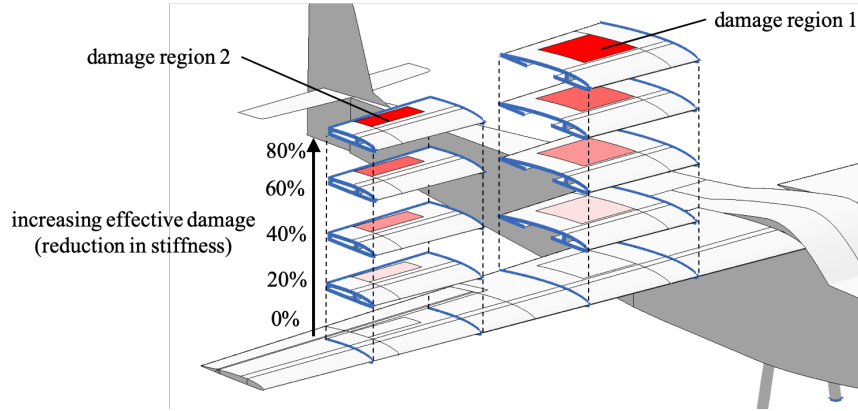 damage region 1
damage region 2
80%
60%
increasing effective damage
(reduction in stiffness)
40%
20%
0%